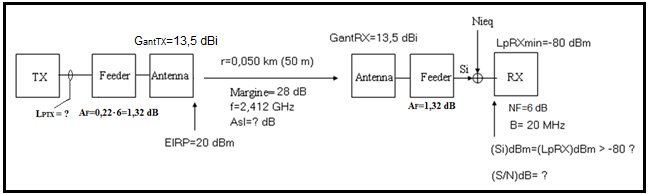 Nieq
GantTX=13,5 dBi
GantRX=13,5 dBi
LpRXmin=-80 dBm
r=0,050 km (50 m)
TX
Feeder
Antenna
Antenna
Feeder
Si
RX
Margine= 28 dB
f=2,412 GHz
Asl=? dB
LPTX = ?
AF=0,22·6=1,32 dB
AF=1,32 dB
NF=6 dB
B= 20 MHz
EIRP=20 dBm
(Si)dBm=(LpRX)dBm > -80 ?
(S/N)dB= ?